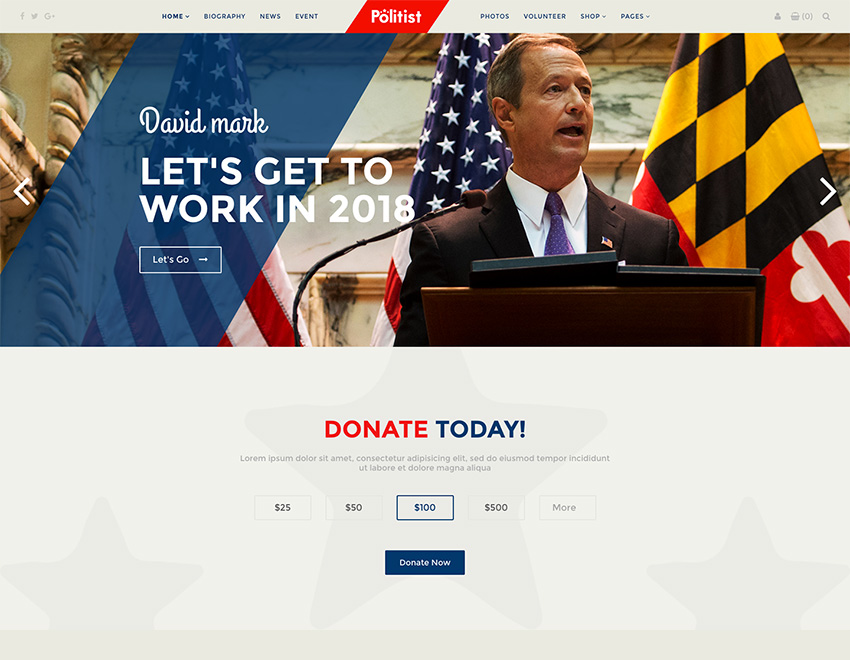 HOME BIOGRAPHY NEWS EVENT Politist PHOTOS VOLUNTEER SHOP PAGES (0)
David mark
LET'S GET TO
WORK IN 2018
Let's Go
DONATE TODAY!
Lorem ipsum dolor sit amet, consectetur adipisicing elit, sed do eiusmod tempor incididunt
ut labore et dolore magna aliqua
$25 $50 $100 $500 More
Donate Now